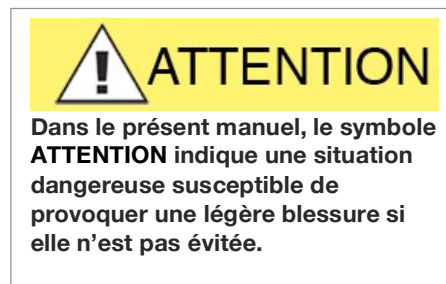 ATTENTION
Dans le présent manuel, le symbole
ATTENTION indique une situation
dangereuse susceptible de
provoquer une légère blessure si
elle n'est pas évitée.